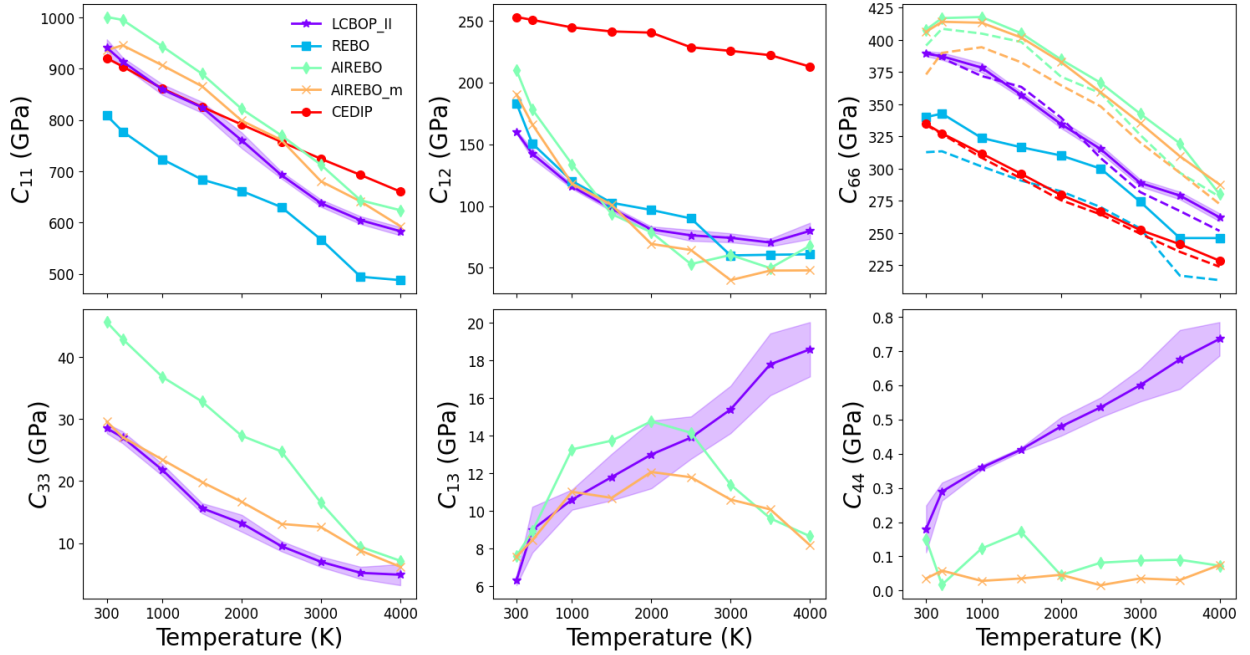 1000
900
800
700
600
500
C11 (GPa)
LCBOP_II
REBO
AIREBO
AIREBO_m
CEDIP
250
200
150
100
50
C12 (GPa)
425
400
375
350
325
300
275
250
225
C66 (GPa)
40
30
20
10
C33 (GPa)
300 1000 2000 3000 4000
Temperature (K)
20
18
16
14
12
10
8
6
C13 (GPa)
300 1000 2000 3000 4000
Temperature (K)
0.8
0.7
0.6
0.5
0.4
0.3
0.2
0.1
0.0
C44 (GPa)
300 1000 2000 3000 4000
Temperature (K)